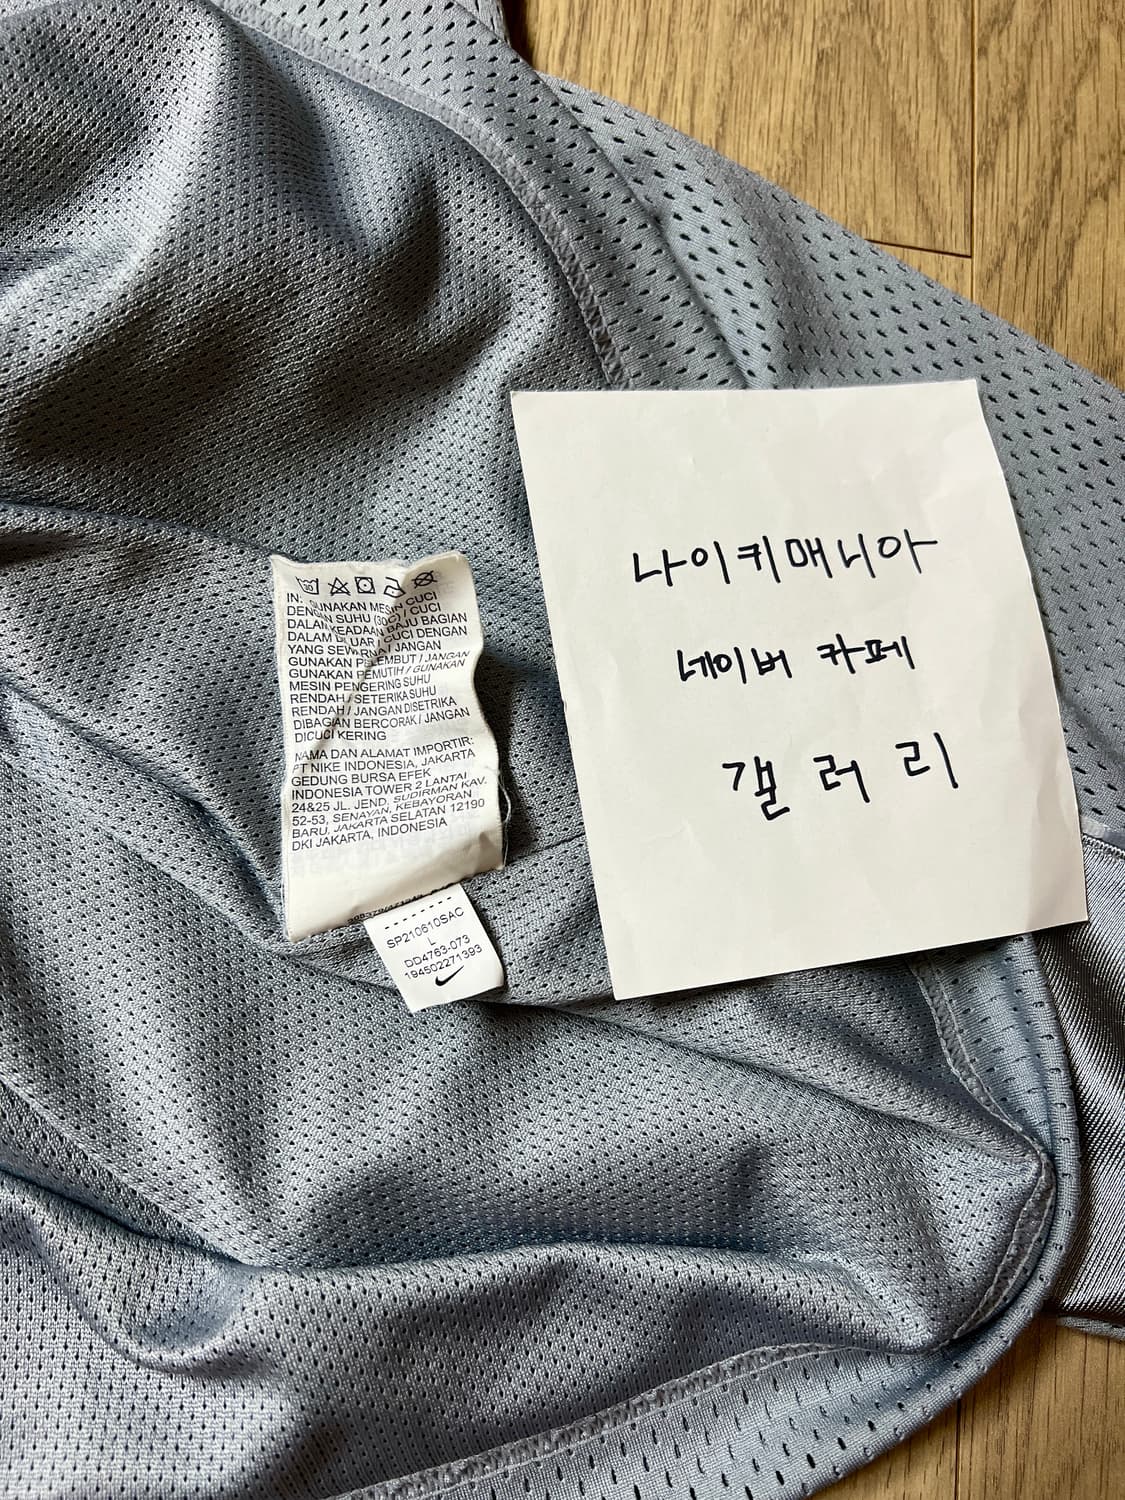 IN: GUNAKAN MESIN CUCI
DENGAN SUHU (30C) / CUCI
DALAM KEADAAN BAJU BAGIAN
DALAM DI LUAR / CUCI DENGAN
YANG SEWARNA / JANGAN
GUNAKAN PELEMBUT / JANGAN
GUNAKAN PEMUTIH / GUNAKAN
MESIN PENGERING SUHU
RENDAH / SETERIKA SUHU
RENDAH / JANGAN DISETRIKA
DIBAGIAN BERCORAK / JANGAN
DICUCI KERING
NAMA DAN ALAMAT IMPORTIR:
PT NIKE INDONESIA, JAKARTA
GEDUNG BURSA EFEK
INDONESIA TOWER 2 LANTAI
24&25 JL. JEND, SUDIRMAN KAV.
52-53, SENAYAN, KEBAYORAN
BARU, JAKARTA SELATAN 12190
DKI JAKARTA, INDONESIA
SP210610SAC
L
DD4763-073
194502271393
나이키매니아
네이버 카페
갤러리